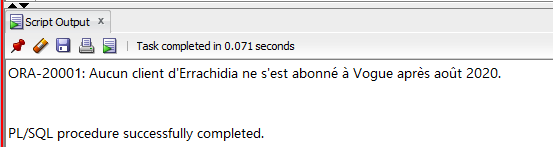 Script Output x
Task completed in 0.071 seconds
ORA-20001: Aucun client d'Errachidia ne s'est abonné à Vogue après août 2020.
PL/SQL procedure successfully completed.